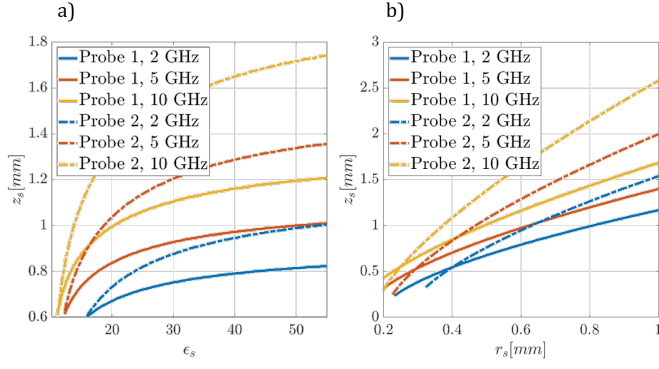 a)
b)
1.8
1.6
1.4
1.2
1
0.8
0.6
z_s[mm]
20
30
40
50
ϵ_s
Probe 1, 2 GHz
Probe 1, 5 GHz
Probe 1, 10 GHz
Probe 2, 2 GHz
Probe 2, 5 GHz
Probe 2, 10 GHz
3
2.5
2
1.5
1
0.5
0
z_s[mm]
0.2
0.4
0.6
0.8
1
r_s[mm]
Probe 1, 2 GHz
Probe 1, 5 GHz
Probe 1, 10 GHz
Probe 2, 2 GHz
Probe 2, 5 GHz
Probe 2, 10 GHz